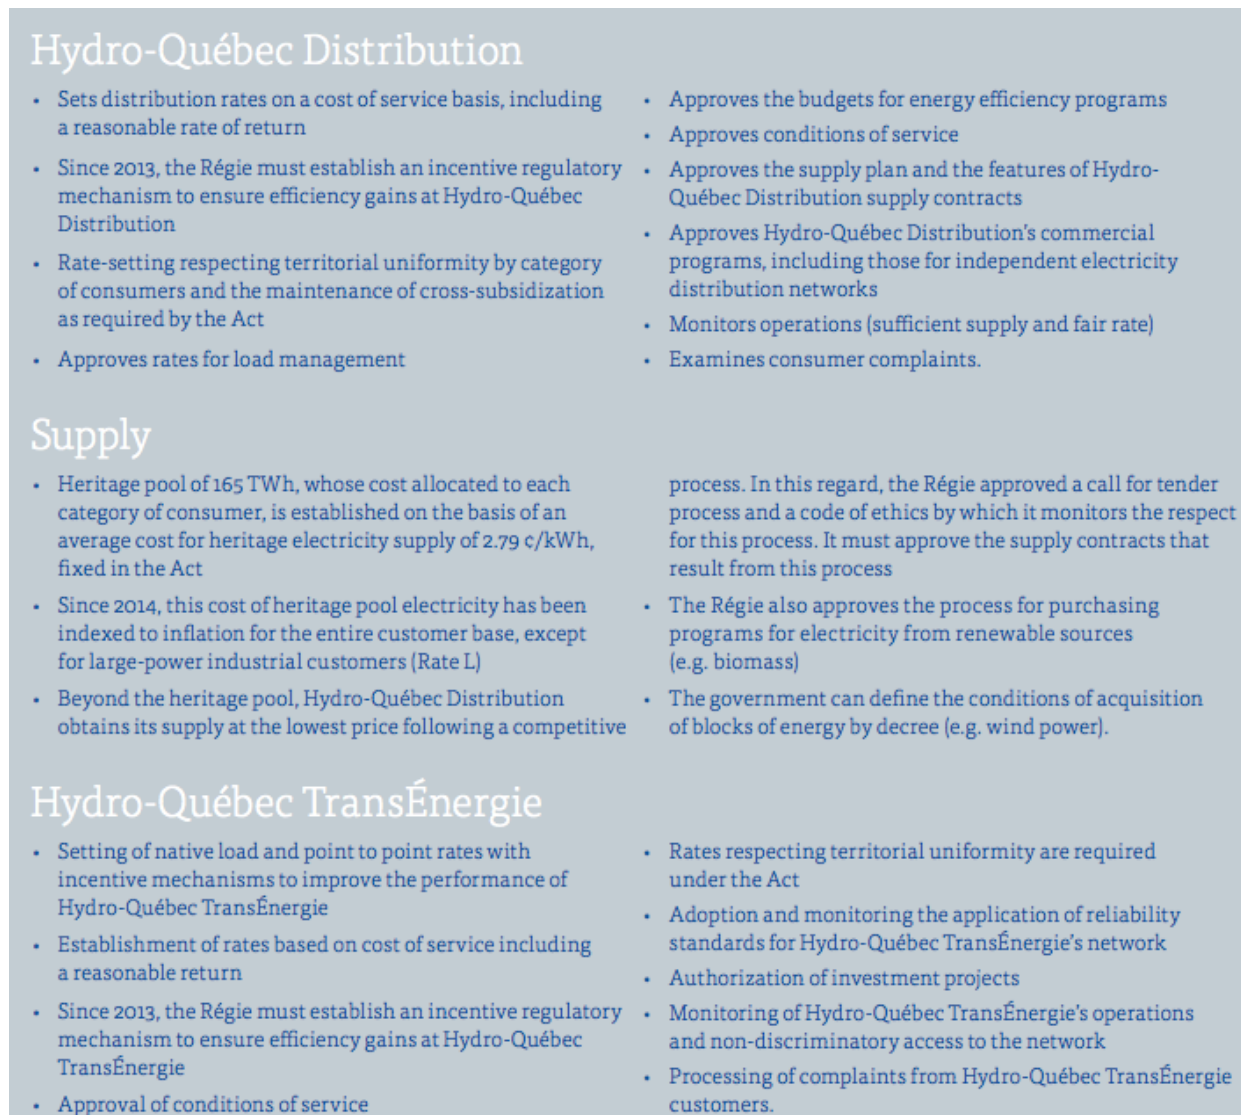 Hydro-Québec Distribution
• Sets distribution rates on a cost of service basis, including
a reasonable rate of return
• Since 2013, the Régie must establish an incentive regulatory
mechanism to ensure efficiency gains at Hydro-Québec
Distribution
• Rate-setting respecting territorial uniformity by category
of consumers and the maintenance of cross-subsidization
as required by the Act
• Approves rates for load management
• Approves the budgets for energy efficiency programs
• Approves conditions of service
• Approves the supply plan and the features of Hydro-
Québec Distribution supply contracts
• Approves Hydro-Québec Distribution's commercial
programs, including those for independent electricity
distribution networks
• Monitors operations (sufficient supply and fair rate)
• Examines consumer complaints.
Supply
• Heritage pool of 165 TWh, whose cost allocated to each
category of consumer, is established on the basis of an
average cost for heritage electricity supply of 2.79 ¢/kWh,
fixed in the Act
• Since 2014, this cost of heritage pool electricity has been
indexed to inflation for the entire customer base, except
for large-power industrial customers (Rate L)
• Beyond the heritage pool, Hydro-Québec Distribution
obtains its supply at the lowest price following a competitive
process. In this regard, the Régie approved a call for tender
process and a code of ethics by which it monitors the respect
for this process. It must approve the supply contracts that
result from this process
• The Régie also approves the process for purchasing
programs for electricity from renewable sources
(e.g. biomass)
• The government can define the conditions of acquisition
of blocks of energy by decree (e.g. wind power).
Hydro-Québec TransÉnergie
• Setting of native load and point to point rates with
incentive mechanisms to improve the performance of
Hydro-Québec TransÉnergie
• Establishment of rates based on cost of service including
a reasonable return
• Since 2013, the Régie must establish an incentive regulatory
mechanism to ensure efficiency gains at Hydro-Québec
TransÉnergie
• Approval of conditions of service
• Rates respecting territorial uniformity are required
under the Act
• Adoption and monitoring the application of reliability
standards for Hydro-Québec TransÉnergie's network
• Authorization of investment projects
• Monitoring of Hydro-Québec TransÉnergie's operations
and non-discriminatory access to the network
• Processing of complaints from Hydro-Québec TransÉnergie
customers.